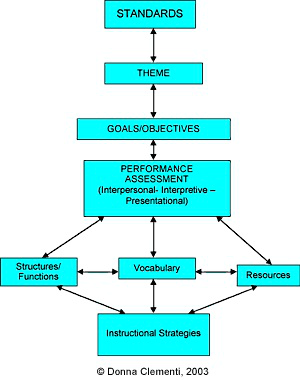 STANDARDS
THEME
GOALS/OBJECTIVES
PERFORMANCE
ASSESSMENT
(Interpersonal- Interpretive –
Presentational)
Structures/
Functions
Vocabulary
Resources
Instructional Strategies
© Donna Clementi, 2003